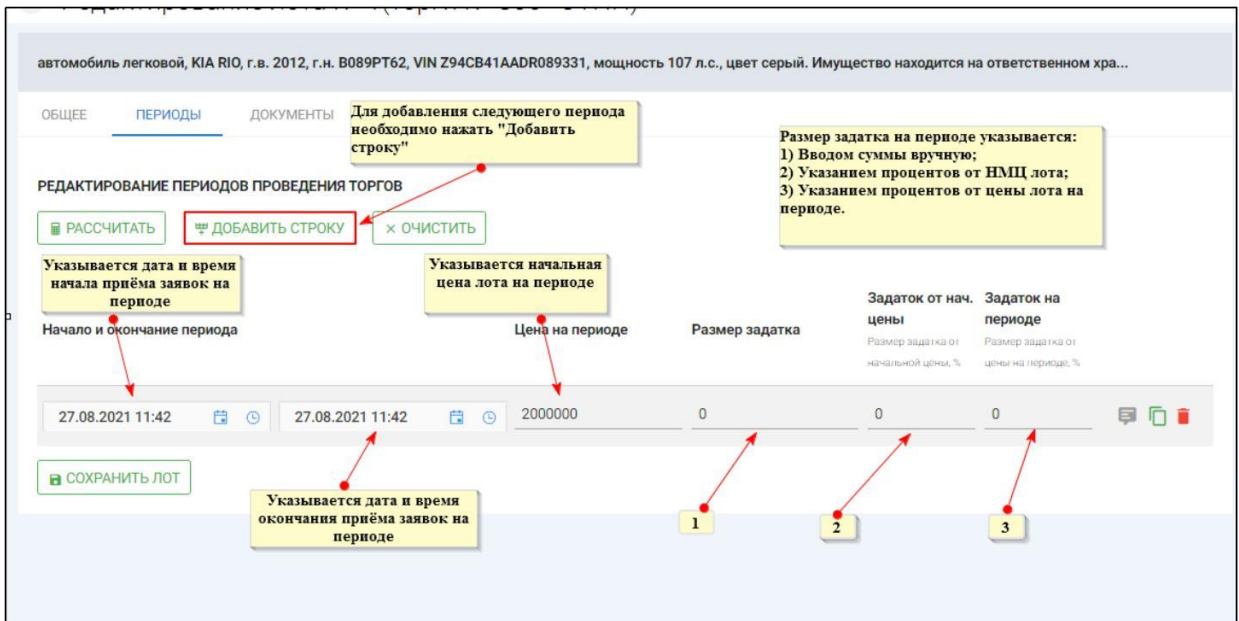 автомобиль легковой, KIA RIO, г.в. 2012, г.н. В089РТ62, VIN Z94CB41AADR089331, мощность 107 л.с., цвет серый. Имущество находится на ответственном хра...
ОБЩЕЕ ПЕРИОДЫ ДОКУМЕНТЫ
Для добавления следующего периода
необходимо нажать "Добавить
строку"
Размер задатка на периоде указывается:
1) Вводом суммы вручную;
2) Указанием процентов от НМЦ лота;
3) Указанием процентов от цены лота на
периоде.
РЕДАКТИРОВАНИЕ ПЕРИОДОВ ПРОВЕДЕНИЯ ТОРГОВ
РАССЧИТАТЬ ДОБАВИТЬ СТРОКУ × ОЧИСТИТЬ
Указывается дата и время
начала приёма заявок на
периоде
Указывается начальная
цена лота на периоде
Начало и окончание периода
Цена на периоде
Размер задатка
Задаток от нач.
цены
Размер задатка от
начальной цены, %
Задаток на
периоде
Размер задатка от
цены на периоде, %
27.08.2021 11:42 27.08.2021 11:42 2000000 0 0 0
СОХРАНИТЬ ЛОТ
Указывается дата и время
окончания приёма заявок на
периоде
1 2 3